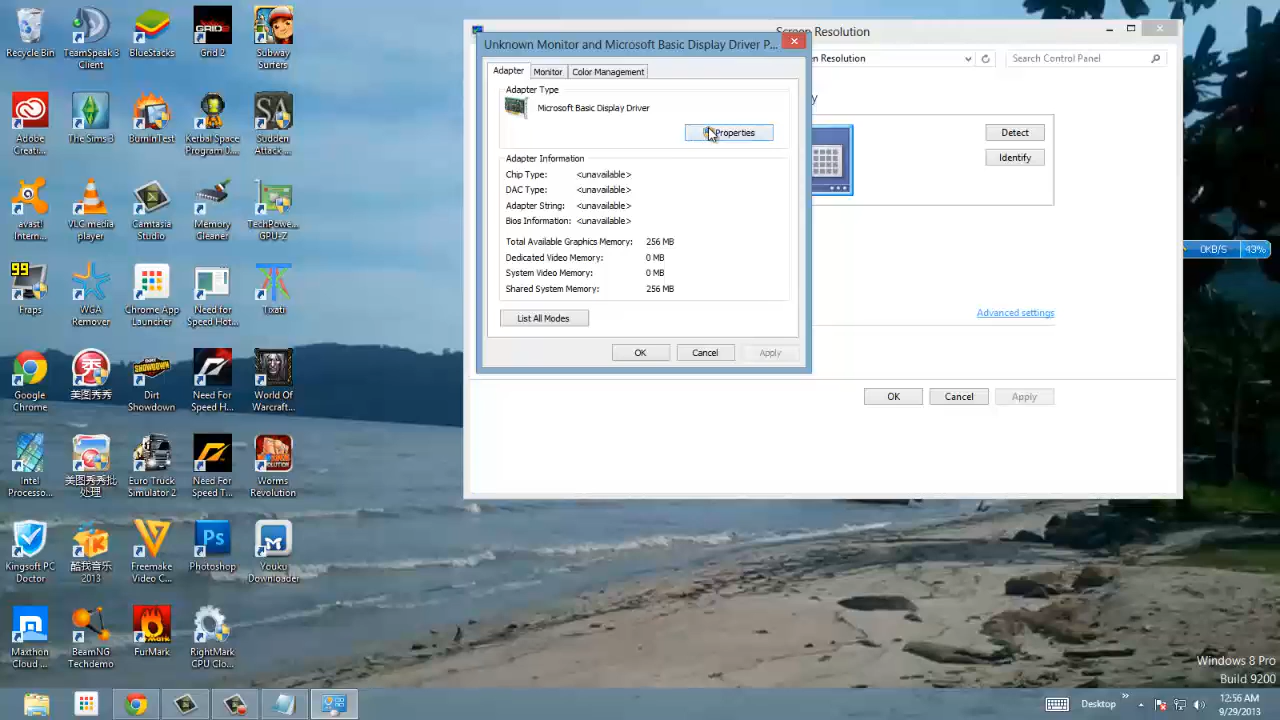 Recycle Bin
TeamSpeak 3
Client
BlueStacks
GRID 2
Grid 2
Subway
Surfers
Adobe
Creati...
The Sims 3
BurnInTest
Kerbal Space
Program 0....
SA
Sudden
Attack ...
avast!
Intern...
VLC media
player
Camtasia
Studio
Memory
Cleaner
TechPowe...
GPU-Z
99
Fraps
WGA
Remover
Chrome App
Launcher
Need for
Speed Hot...
Tixati
Google
Chrome
秀
美图秀秀
SHOWDOWN
Dirt
Showdown
Need For
Speed H...
World Of
Warcraft...
Intel
Processo...
美图秀秀批
处理
Euro Truck
Simulator 2
Need For
Speed T...
Worms
Revolution
Kingsoft PC
Doctor
酷我音乐
2013
Freemake
Video C...
Ps
Photoshop
Youku
Downloader
Maxthon
Cloud ...
BeamNG
Techdemo
FurMark
RightMark
CPU Clo...
Screen Resolution
en Resolution
Search Control Panel
y
Detect
Identify
Advanced settings
OK
Cancel
Apply
Unknown Monitor and Microsoft Basic Display Driver P...
Adapter
Monitor
Color Management
Adapter Type
Microsoft Basic Display Driver
Properties
Adapter Information
Chip Type: <unavailable>
DAC Type: <unavailable>
Adapter String: <unavailable>
Bios Information: <unavailable>
Total Available Graphics Memory: 256 MB
Dedicated Video Memory: 0 MB
System Video Memory: 0 MB
Shared System Memory: 256 MB
List All Modes
OK
Cancel
Apply
0KB/S
43%
Windows 8 Pro
Build 9200
Desktop
12:56 AM
9/29/2013